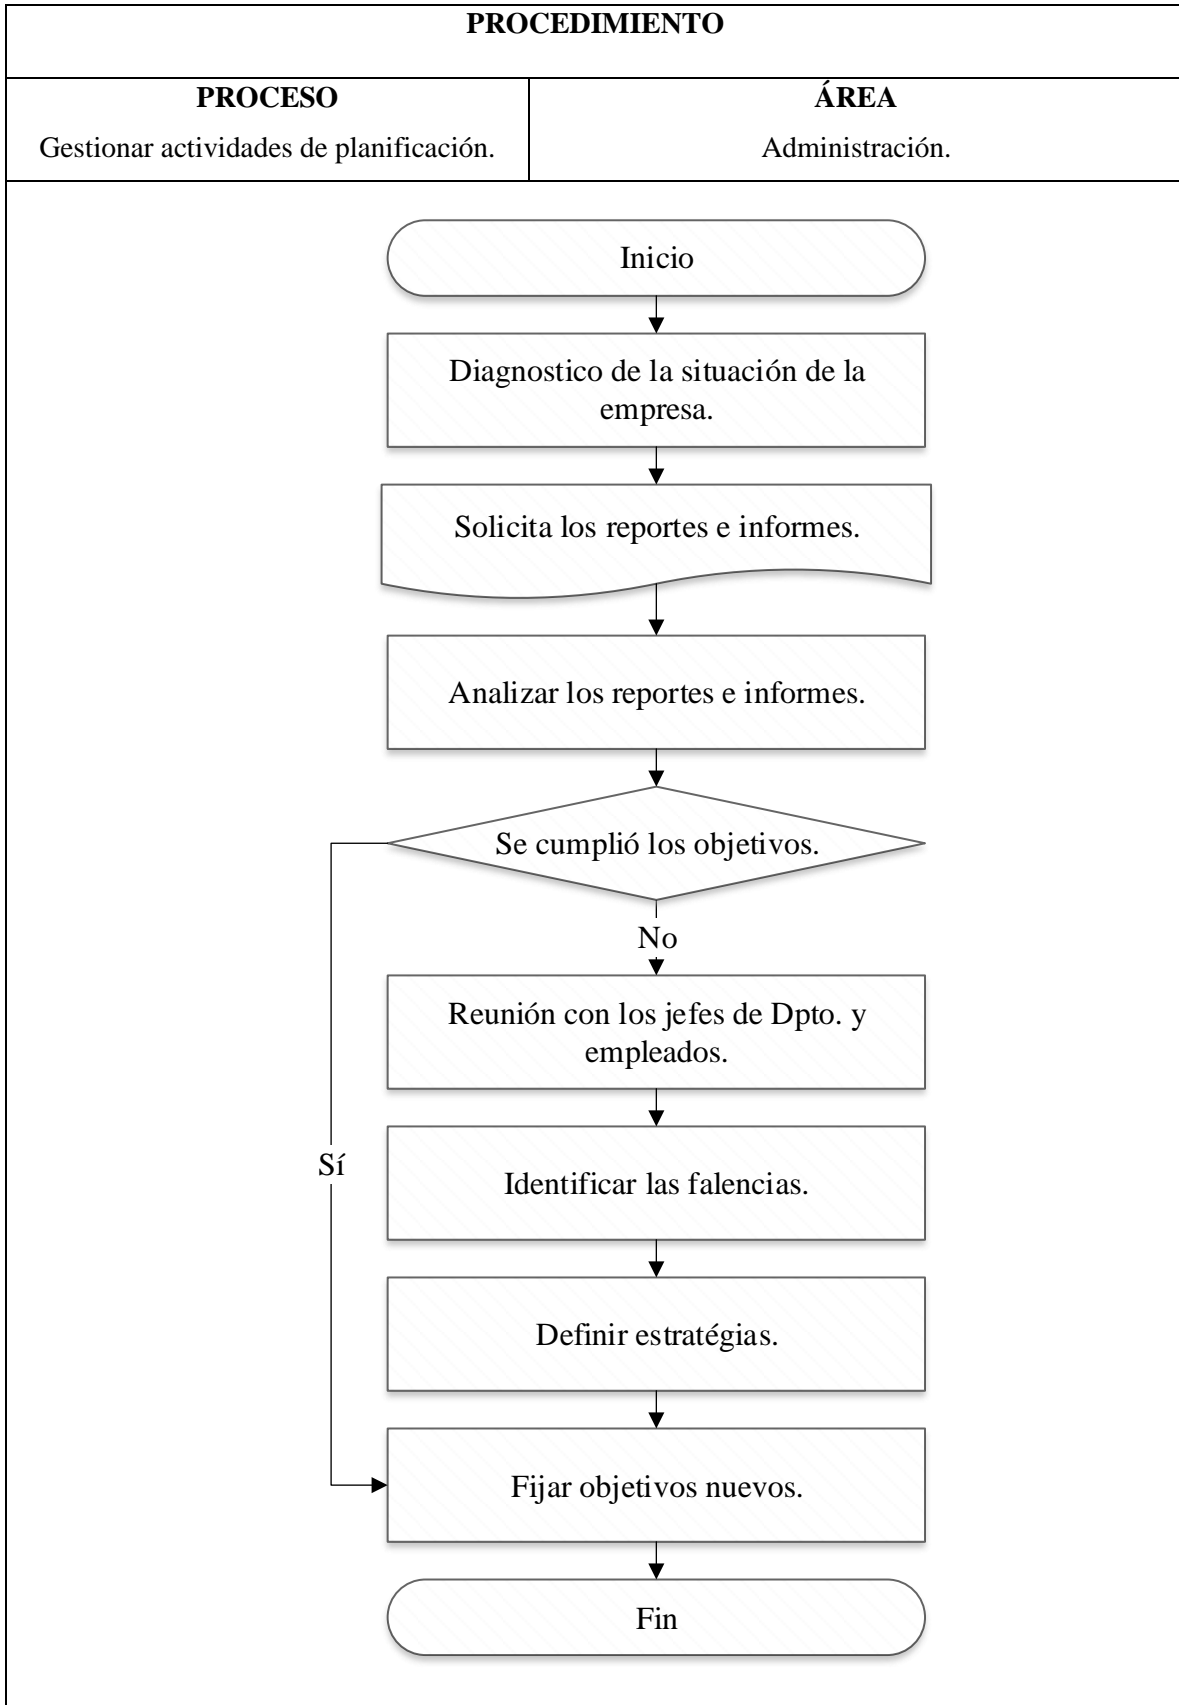 PROCEDIMIENTO
PROCESO
Gestionar actividades de planificación.
ÁREA
Administración.
Inicio
Diagnostico de la situación de la
empresa.
Solicita los reportes e informes.
Analizar los reportes e informes.
Se cumplió los objetivos.
No
Reunión con los jefes de Dpto. y
empleados.
Sí
Identificar las falencias.
Definir estratégias.
Fijar objetivos nuevos.
Fin